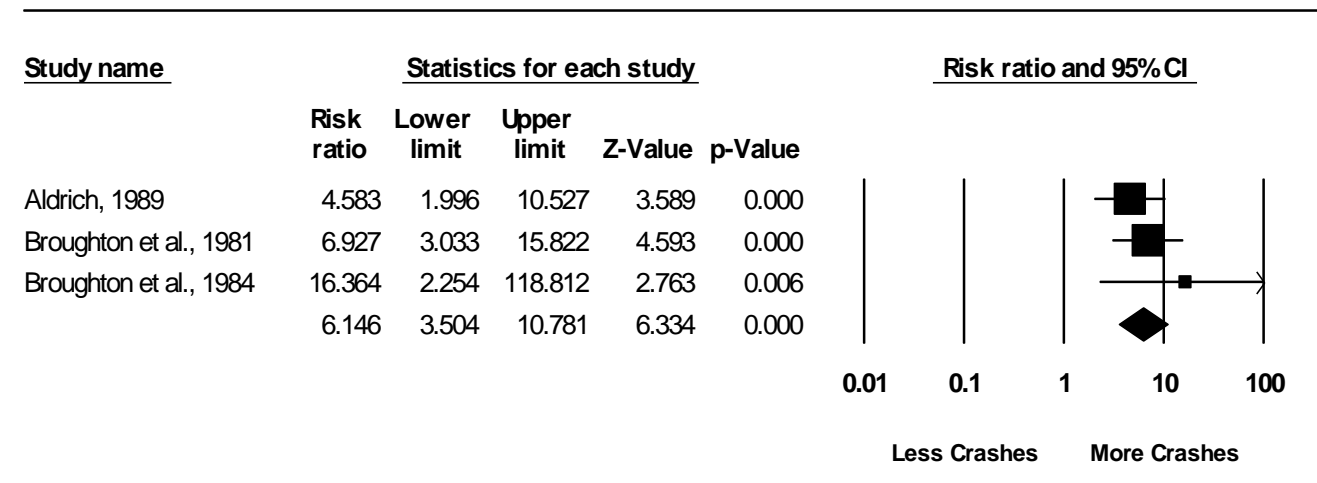 Study name Statistics for each study Risk ratio and 95% CI
Risk Lower Upper
ratio limit limit Z-Value p-Value
Aldrich, 1989 4.583 1.996 10.527 3.589 0.000
Broughton et al., 1981 6.927 3.033 15.822 4.593 0.000
Broughton et al., 1984 16.364 2.254 118.812 2.763 0.006
6.146 3.504 10.781 6.334 0.000
0.01 0.1 1 10 100
Less Crashes More Crashes